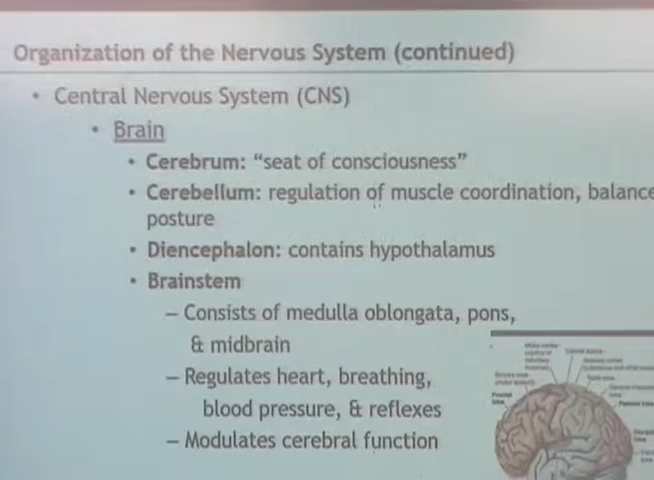 Organization of the Nervous System (continued)
• Central Nervous System (CNS)
• Brain
• Cerebrum: “seat of consciousness”
• Cerebellum: regulation of muscle coordination, balance
posture
• Diencephalon: contains hypothalamus
• Brainstem
– Consists of medulla oblongata, pons,
& midbrain
– Regulates heart, breathing,
blood pressure, & reflexes
– Modulates cerebral function
Frontal
lobe